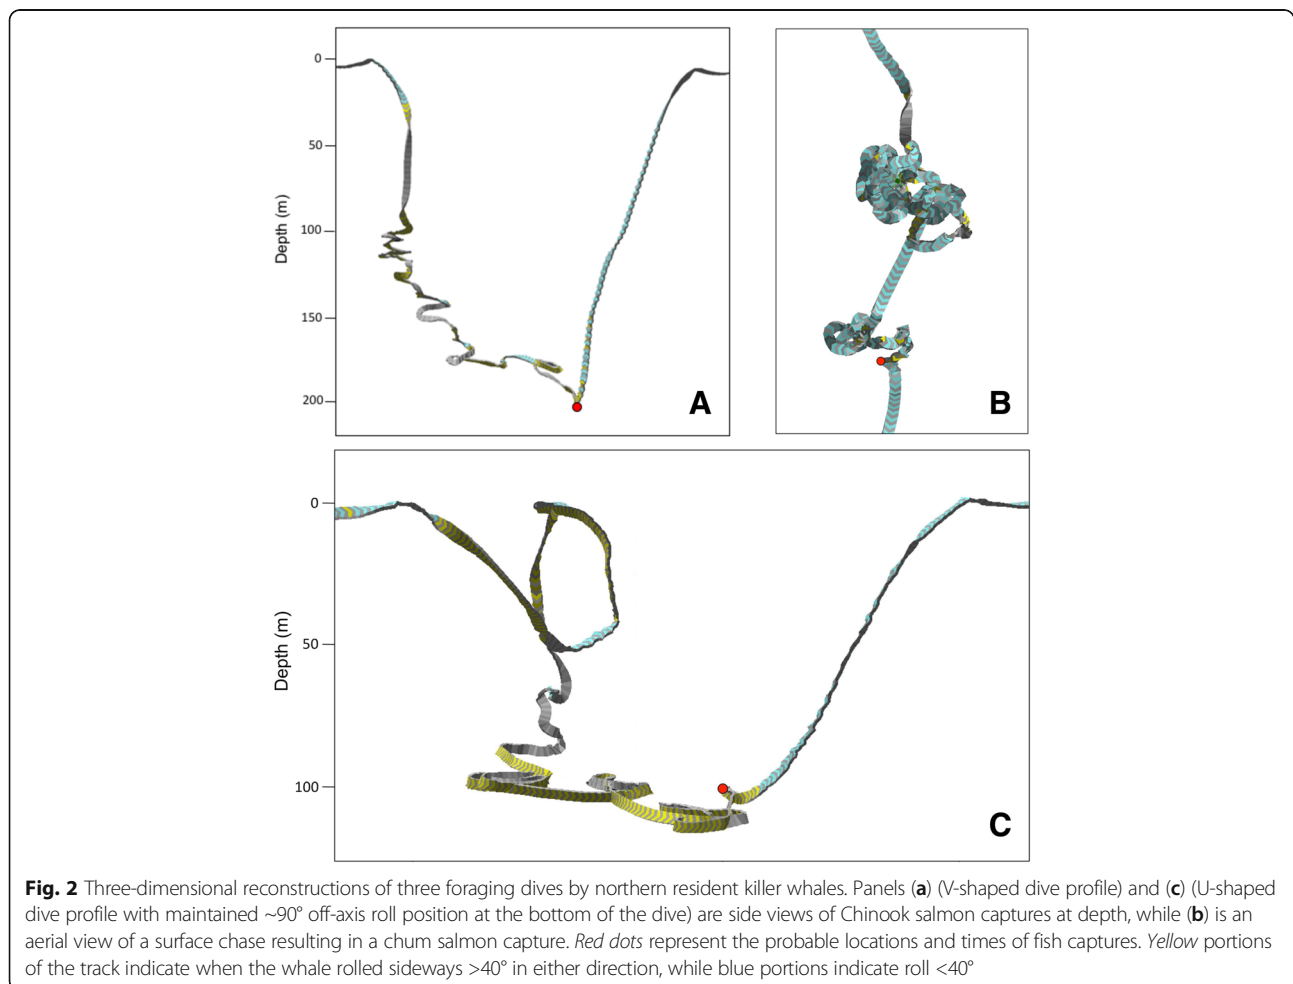 0
50
100
150
200
Depth (m)
A
B
0
50
100
Depth (m)
C
Fig. 2 Three-dimensional reconstructions of three foraging dives by northern resident killer whales. Panels (a) (V-shaped dive profile) and (c) (U-shaped
dive profile with maintained ~90° off-axis roll position at the bottom of the dive) are side views of Chinook salmon captures at depth, while (b) is an
aerial view of a surface chase resulting in a chum salmon capture. Red dots represent the probable locations and times of fish captures. Yellow portions
of the track indicate when the whale rolled sideways >40° in either direction, while blue portions indicate roll <40°